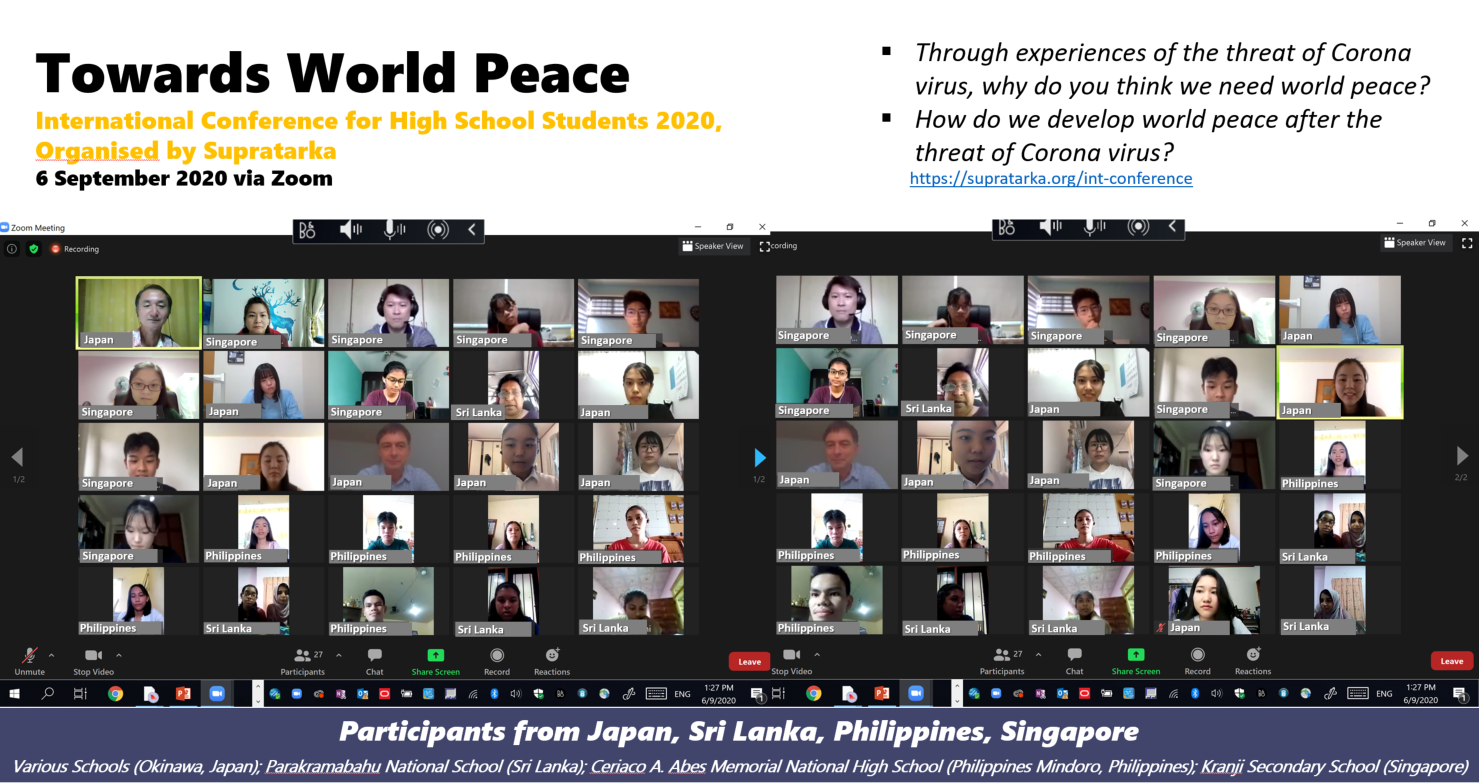 Towards World Peace
International Conference for High School Students 2020,
Organised by Supratarka
6 September 2020 via Zoom
▪ Through experiences of the threat of Corona
virus, why do you think we need world peace?
▪ How do we develop world peace after the
threat of Corona virus?
https://supratarka.org/int-conference
Zoom Meeting
Recording
Speaker View
Japan
Singapore
Singapore
Singapore
Singapore
Singapore
Japan
Singapore
Sri Lanka
Japan
Singapore
Japan
Japan
Japan
Japan
Singapore
Philippines
Philippines
Philippines
Philippines
Philippines
Sri Lanka
Philippines
Sri Lanka
Sri Lanka
1/2
1/2
Unmute
Stop Video
27
Participants
Chat
Share Screen
Record
Reactions
Leave
ENG
1:27 PM
6/9/2020
cording
Speaker View
Singapore
Singapore
Singapore
Singapore
Japan
Singapore
Sri Lanka
Japan
Singapore
Japan
Japan
Japan
Japan
Singapore
Philippines
Philippines
Philippines
Philippines
Philippines
Sri Lanka
Philippines
Sri Lanka
Sri Lanka
Japan
Sri Lanka
2/2
Stop Video
27
Participants
Chat
Share Screen
Record
Reactions
Leave
ENG
1:27 PM
6/9/2020
Participants from Japan, Sri Lanka, Philippines, Singapore
Various Schools (Okinawa, Japan); Parakramabahu National School (Sri Lanka); Ceriaco A. Abes Memorial National High School (Philippines Mindoro, Philippines); Kranji Secondary School (Singapore)